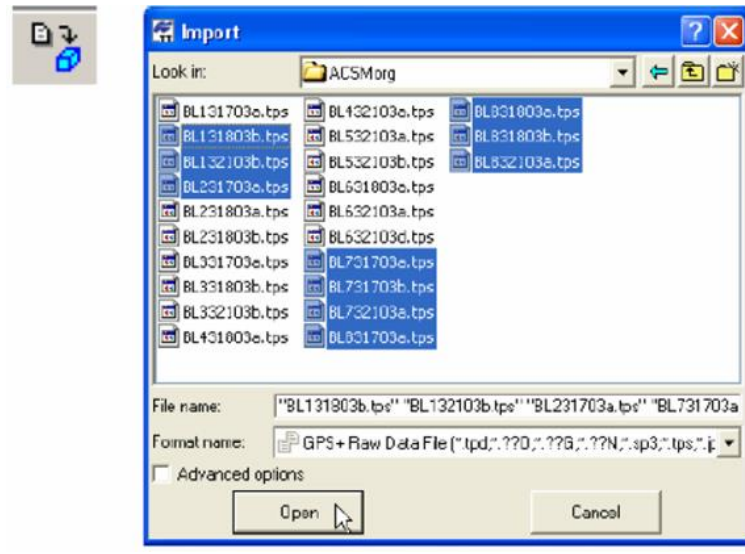 Import
Look in:
ACSMorg
BL131703a.tps
BL131803b.tps
BL132103b.tps
BL231703a.tps
BL231803a.tps
BL231803b.tps
BL331703a.tps
BL331803b.tps
BL332103b.tps
BL431803a.tps
BL432103a.tps
BL532103a.tps
BL532103b.tps
BL631803a.tps
BL632103a.tps
BL632103d.tps
BL731703a.tps
BL731703b.tps
BL732103a.tps
BL831703a.tps
BL831803a.tps
BL831803b.tps
BL832103a.tps
File name: "BL131803b.tps" "BL132103b.tps" "BL231703a.tps" "BL731703a
Format name: GPS+ Raw Data File (*.tpd,*.??O,*.??G,*.??N,*.sp3,*.tps,*.jp
Advanced options
Open Cancel